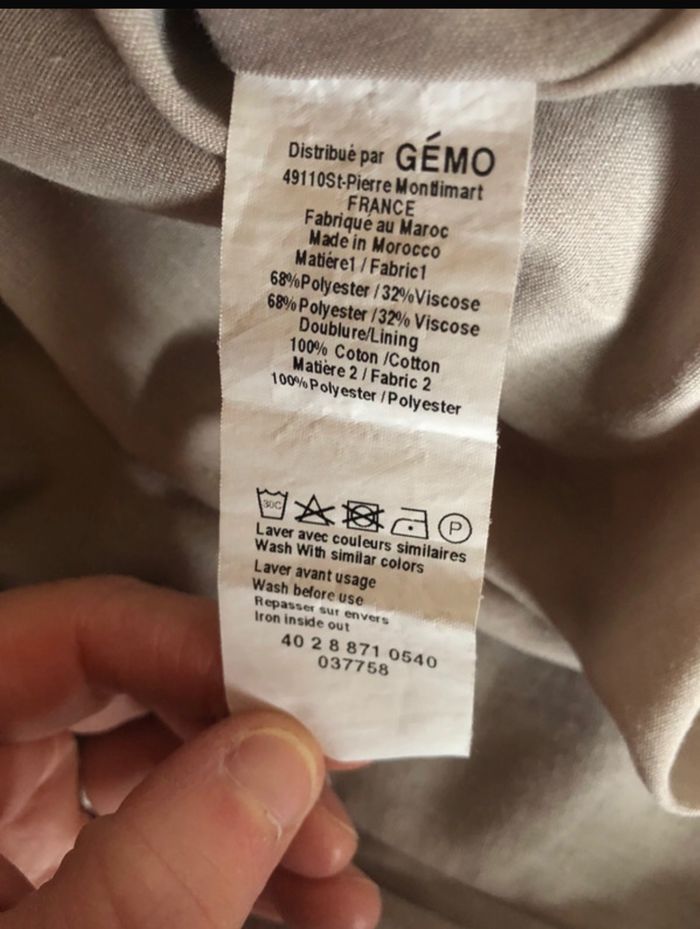 Distribué par GÉMO
49110St-Pierre Montlimart
FRANCE
Fabriqué au Maroc
Made in Morocco
Matiére1 / Fabric1
68%Polyester /32%Viscose
68% Polyester /32% Viscose
Doublure/Lining
100% Coton /Cotton
Matière 2 / Fabric 2
100%Polyester /Polyester
30C P
Laver avec couleurs similaires
Wash With similar colors
Laver avant usage
Wash before use
Repasser sur envers
Iron inside out
40 2 8 871 0540
037758